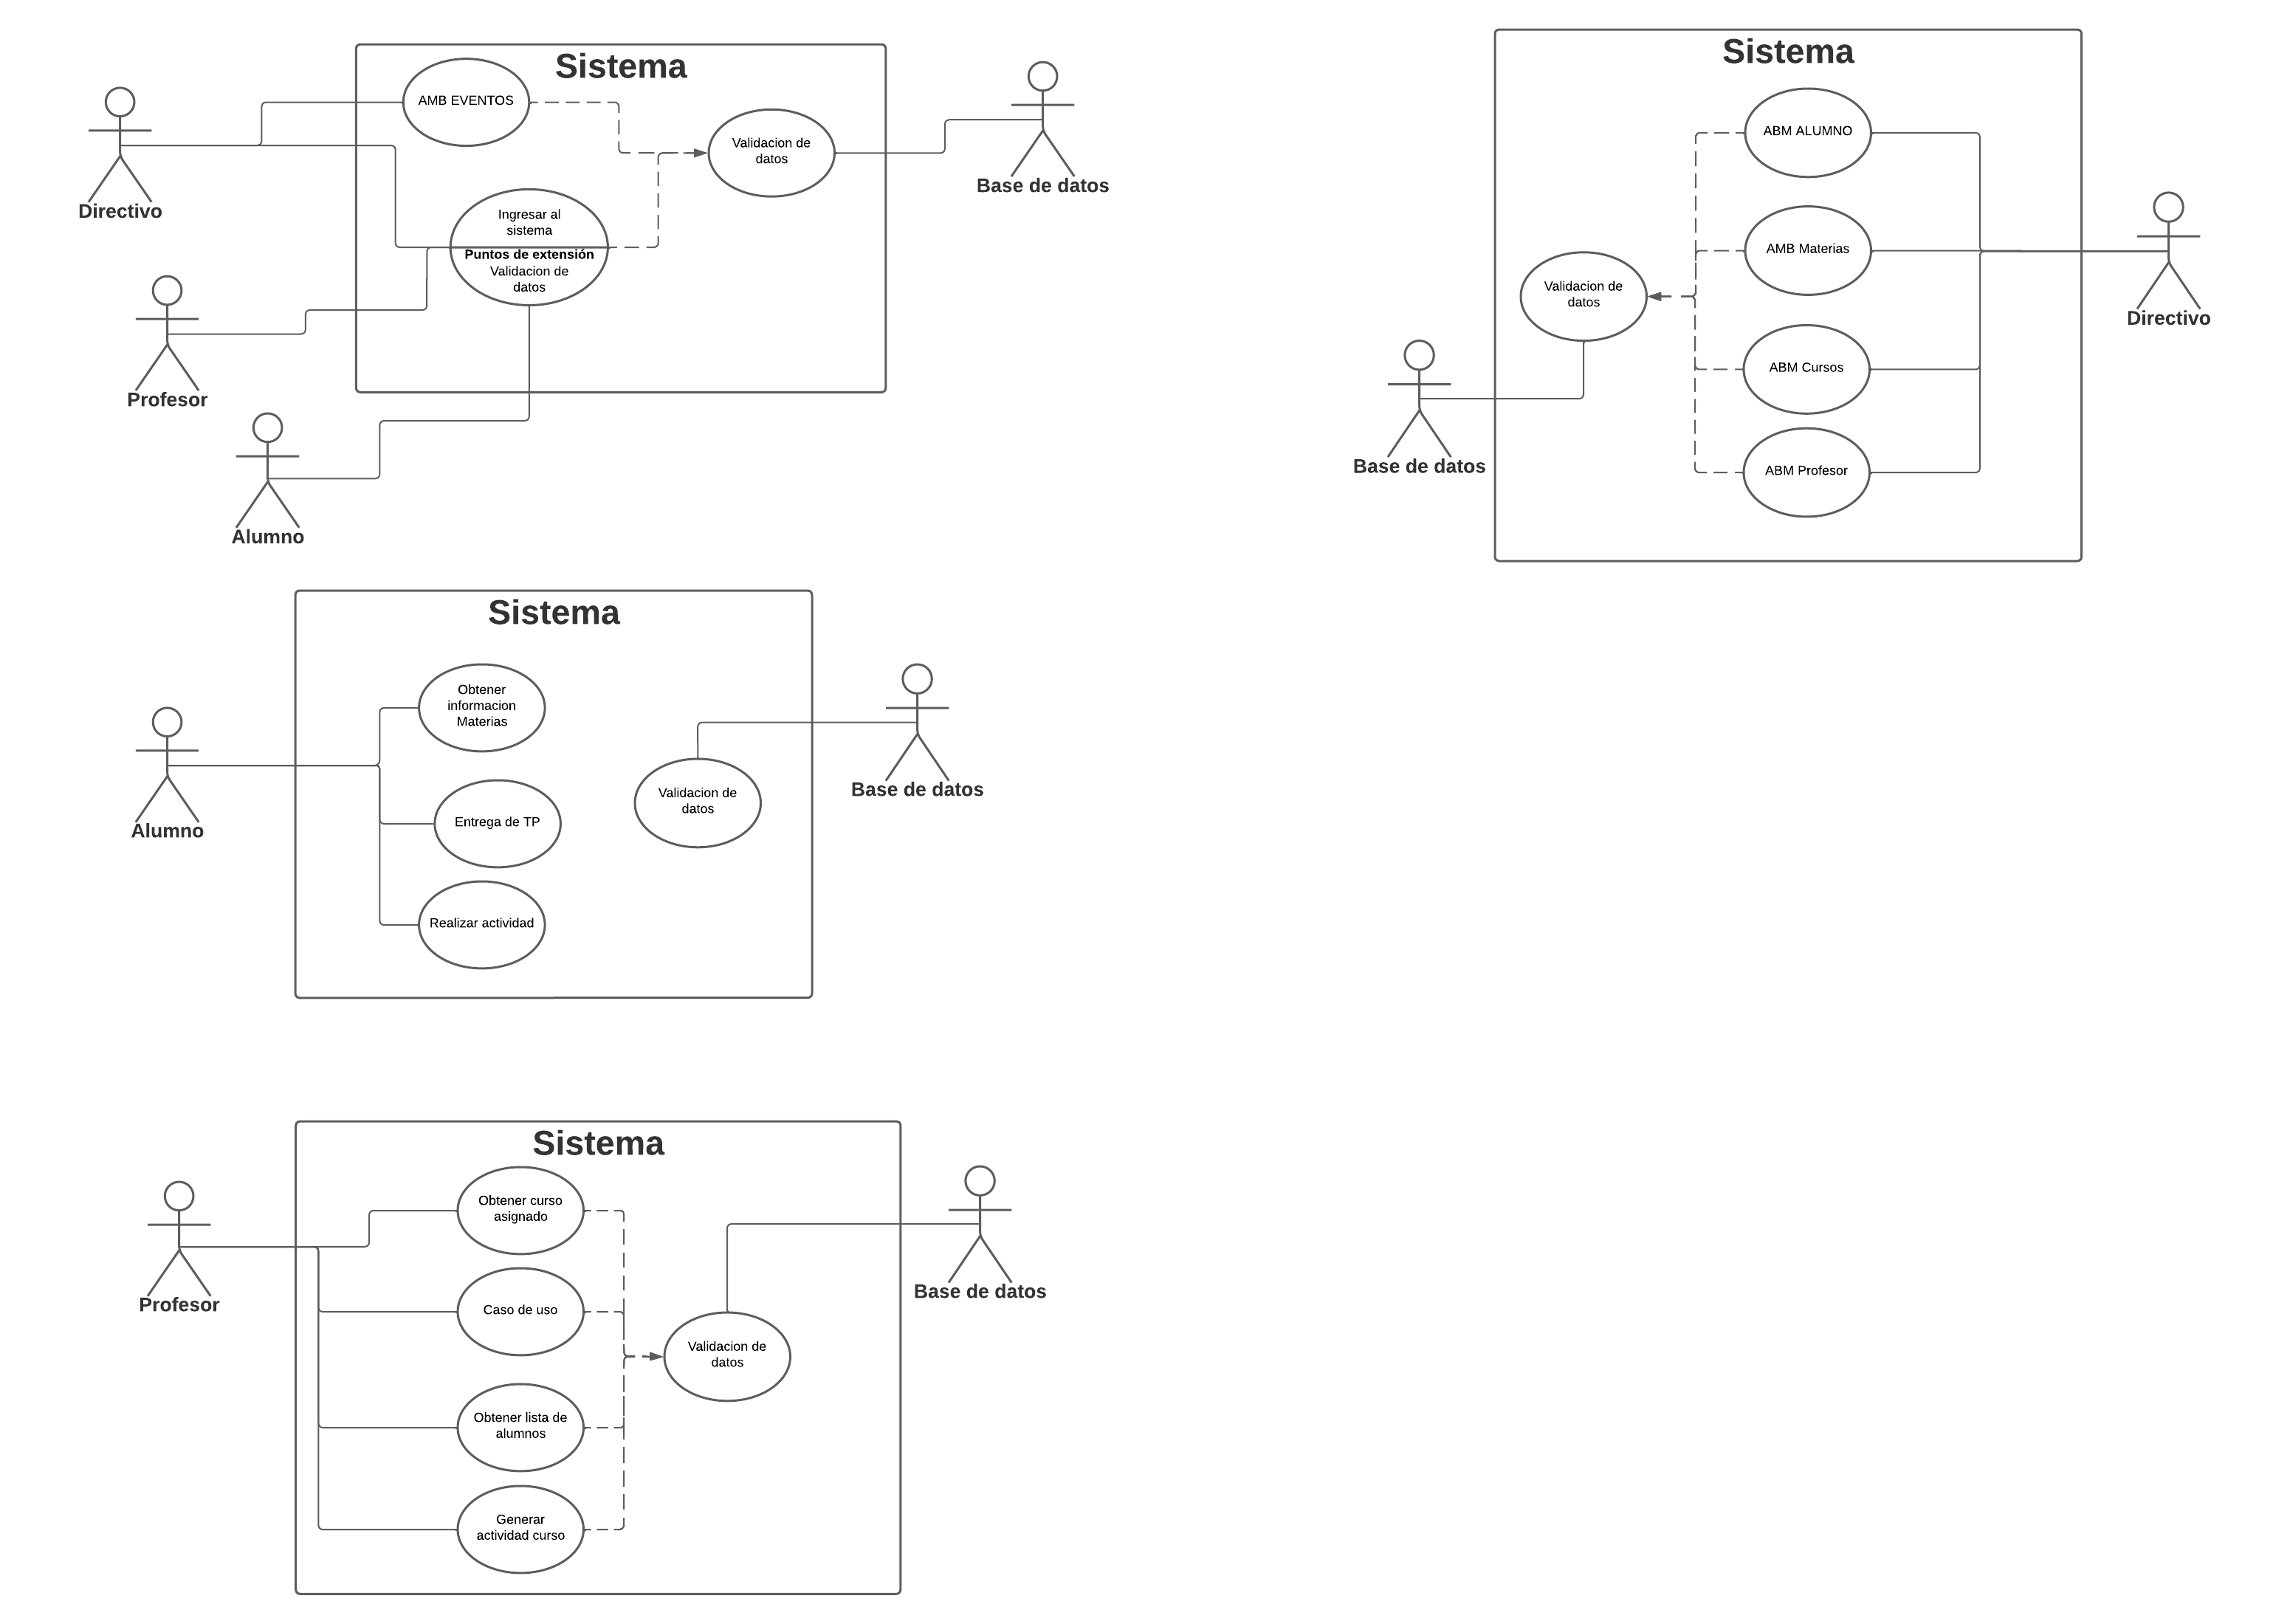 Sistema
AMB EVENTOS
Validacion de
datos
Base de datos
Directivo
Ingresar al
sistema
Puntos de extensión
Validacion de
datos
Profesor
Alumno
Sistema
ABM ALUMNO
AMB Materias
Directivo
Validacion de
datos
ABM Cursos
Base de datos
ABM Profesor
Sistema
Obtener
informacion
Materias
Base de datos
Validacion de
datos
Alumno
Entrega de TP
Realizar actividad
Sistema
Obtener curso
asignado
Profesor
Base de datos
Caso de uso
Validacion de
datos
Obtener lista de
alumnos
Generar
actividad curso